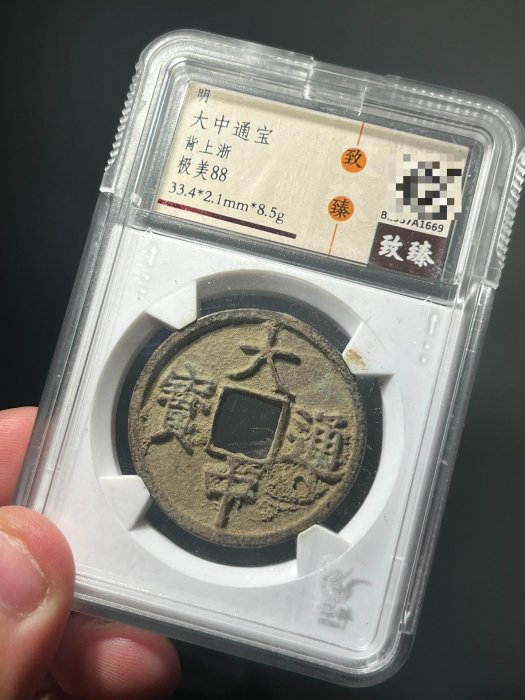 明
大中通宝
背上浙
极美88
33.4*2.1mm*8.5g
致
臻
致臻
大中通寶